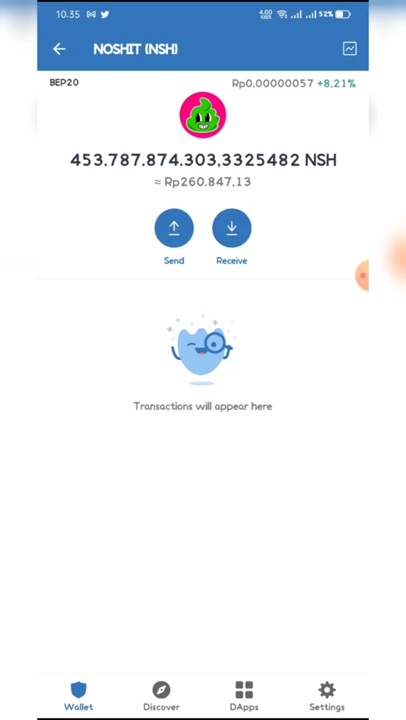 10.35
4.00
KB/S
52%
NOSHIT (NSH)
BEP20
Rp0,00000057 +8,21%
453.787.874.303,3325482 NSH
≈ Rp260.847,13
Send
Receive
Transactions will appear here
Wallet
Discover
DApps
Settings